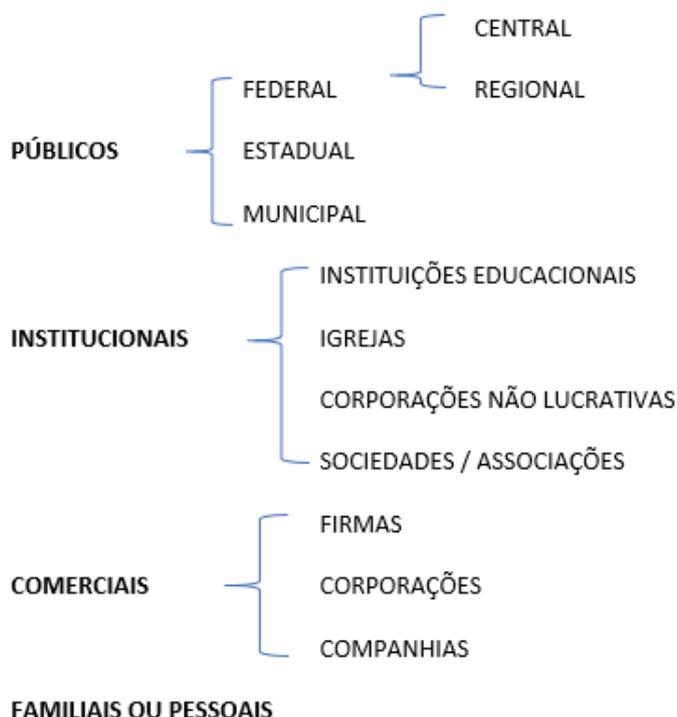 CENTRAL
FEDERAL
REGIONAL
PÚBLICOS
ESTADUAL
MUNICIPAL
INSTITUIÇÕES EDUCACIONAIS
INSTITUCIONAIS
IGREJAS
CORPORAÇÕES NÃO LUCRATIVAS
SOCIEDADES / ASSOCIAÇÕES
FIRMAS
COMERCIAIS
CORPORAÇÕES
COMPANHIAS
FAMILIAIS OU PESSOAIS